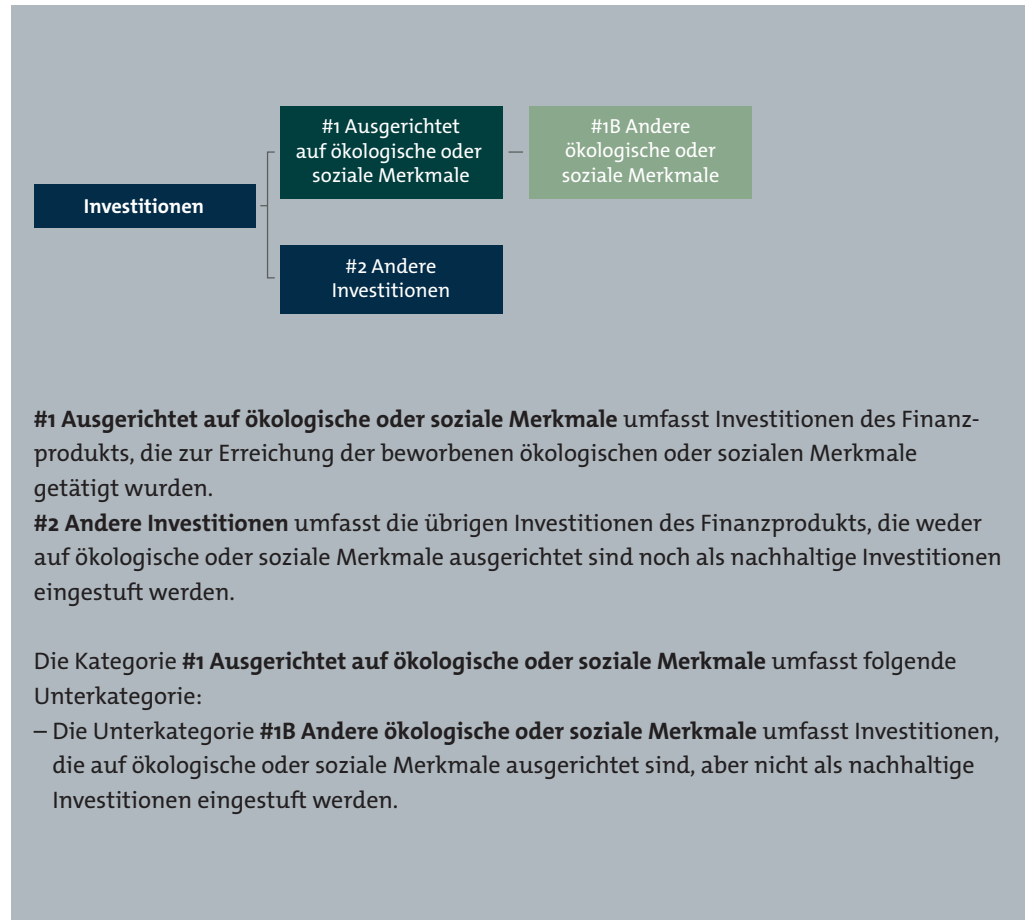 #1 Ausgerichtet
auf ökologische oder
soziale Merkmale
#1B Andere
ökologische oder
soziale Merkmale
Investitionen
#2 Andere
Investitionen
#1 Ausgerichtet auf ökologische oder soziale Merkmale umfasst Investitionen des Finanz-
produkts, die zur Erreichung der beworbenen ökologischen oder sozialen Merkmale
getätigt wurden.
#2 Andere Investitionen umfasst die übrigen Investitionen des Finanzprodukts, die weder
auf ökologische oder soziale Merkmale ausgerichtet sind noch als nachhaltige Investitionen
eingestuft werden.
Die Kategorie #1 Ausgerichtet auf ökologische oder soziale Merkmale umfasst folgende
Unterkategorie:
– Die Unterkategorie #1B Andere ökologische oder soziale Merkmale umfasst Investitionen,
die auf ökologische oder soziale Merkmale ausgerichtet sind, aber nicht als nachhaltige
Investitionen eingestuft werden.